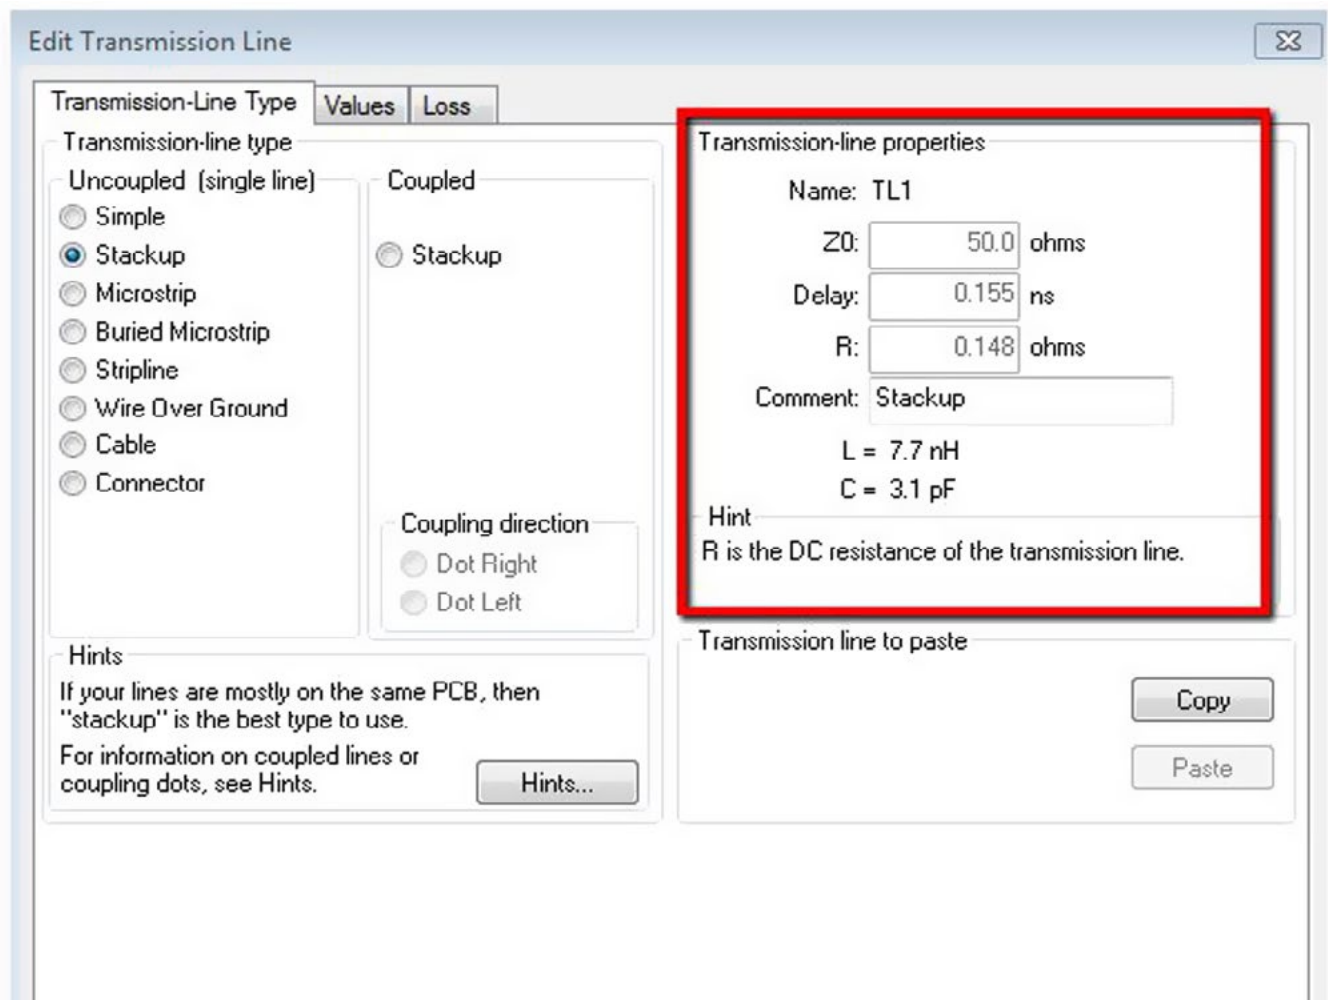 Edit Transmission Line
Transmission-Line Type
Values
Loss
Transmission-line type
Uncoupled (single line)
Simple
Stackup
Microstrip
Buried Microstrip
Stripline
Wire Over Ground
Cable
Connector
Coupled
Stackup
Coupling direction
Dot Right
Dot Left
Hints
If your lines are mostly on the same PCB, then
"stackup" is the best type to use.
For information on coupled lines or
coupling dots, see Hints.
Hints...
Transmission-line properties
Name: TL1
Z0: 50.0 ohms
Delay: 0.155 ns
R: 0.148 ohms
Comment: Stackup
L = 7.7 nH
C = 3.1 pF
Hint
R is the DC resistance of the transmission line.
Transmission line to paste
Copy
Paste